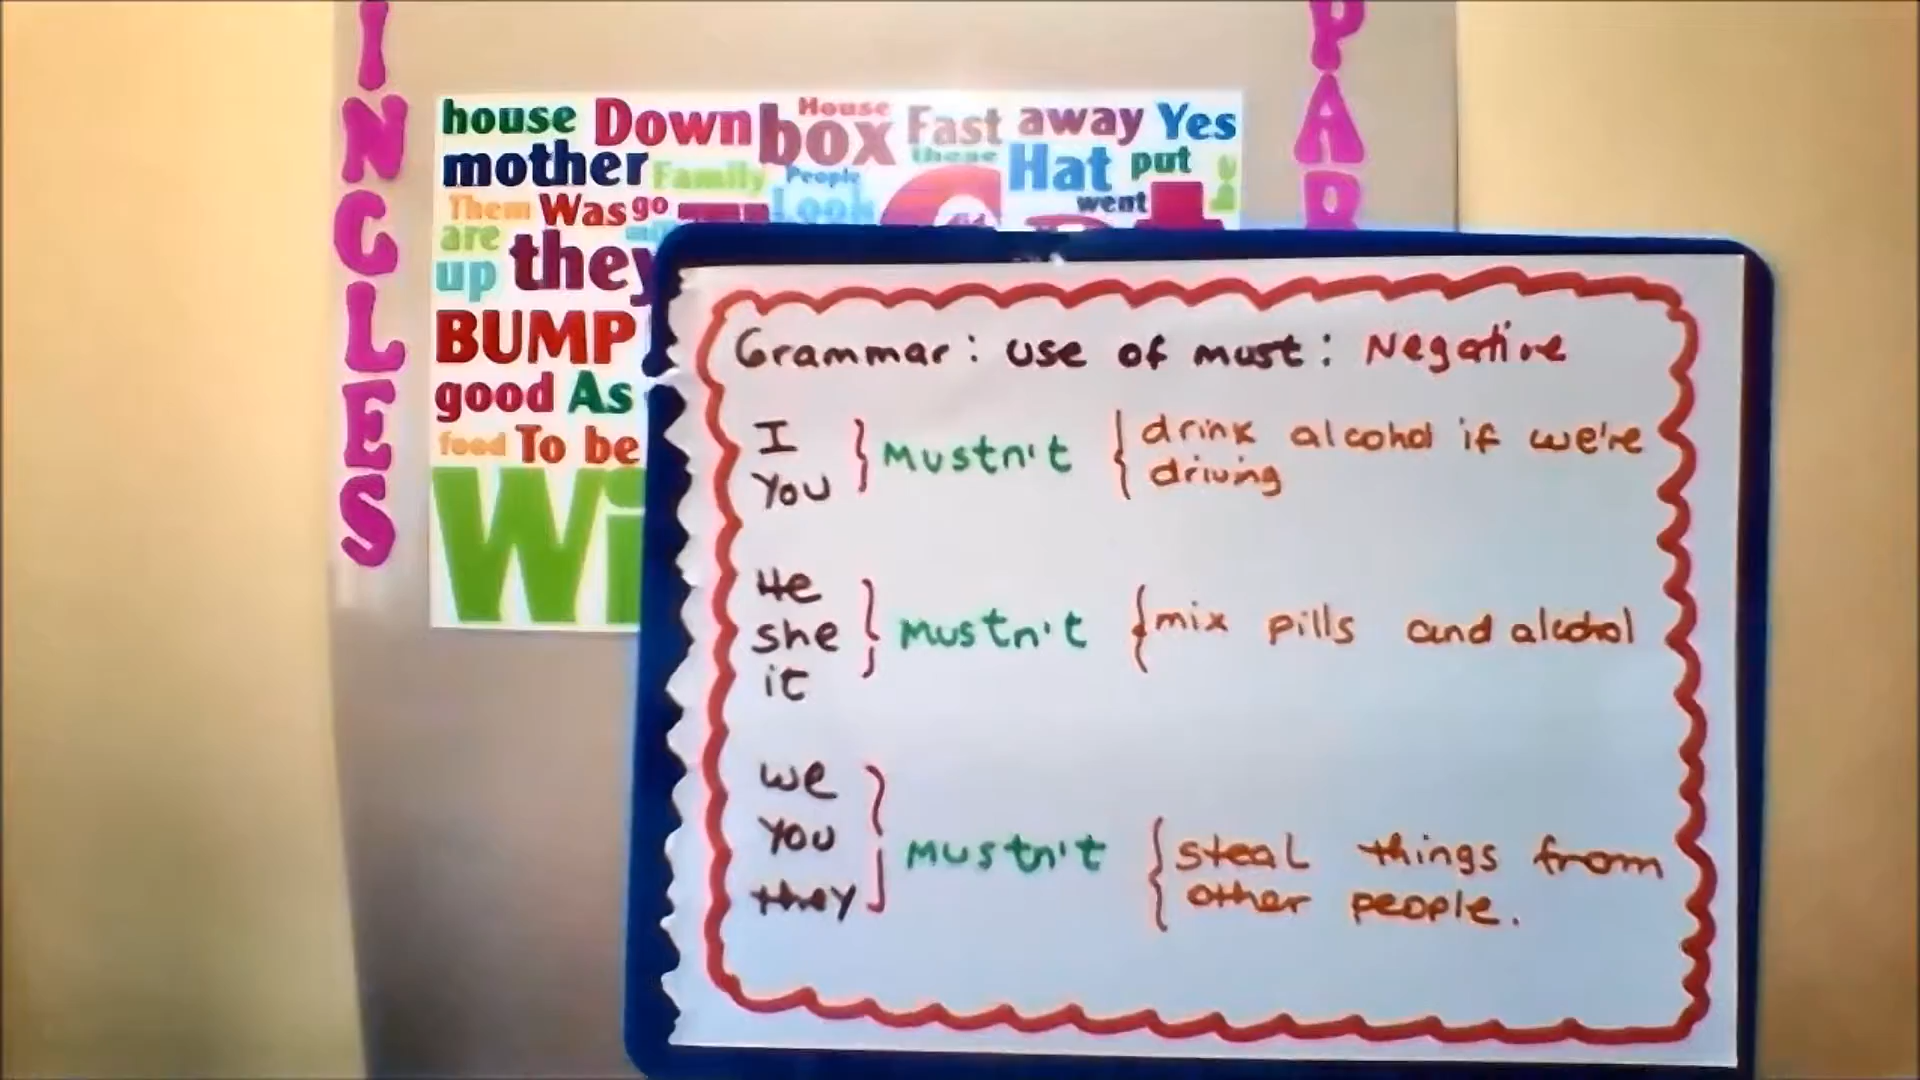 INGLES
PAR
house Down House box Fast away Yes
mother Family People these Hat put up
Them Was go Look went
are
up they
BUMP
good As
food To be
Wi
Grammar: use of must: Negative
I
You
Mustn't
drink alcohol if we're
driving
He
she
it
Mustn't
mix pills and alcohol
we
You
they
Mustn't
steal things from
other people.